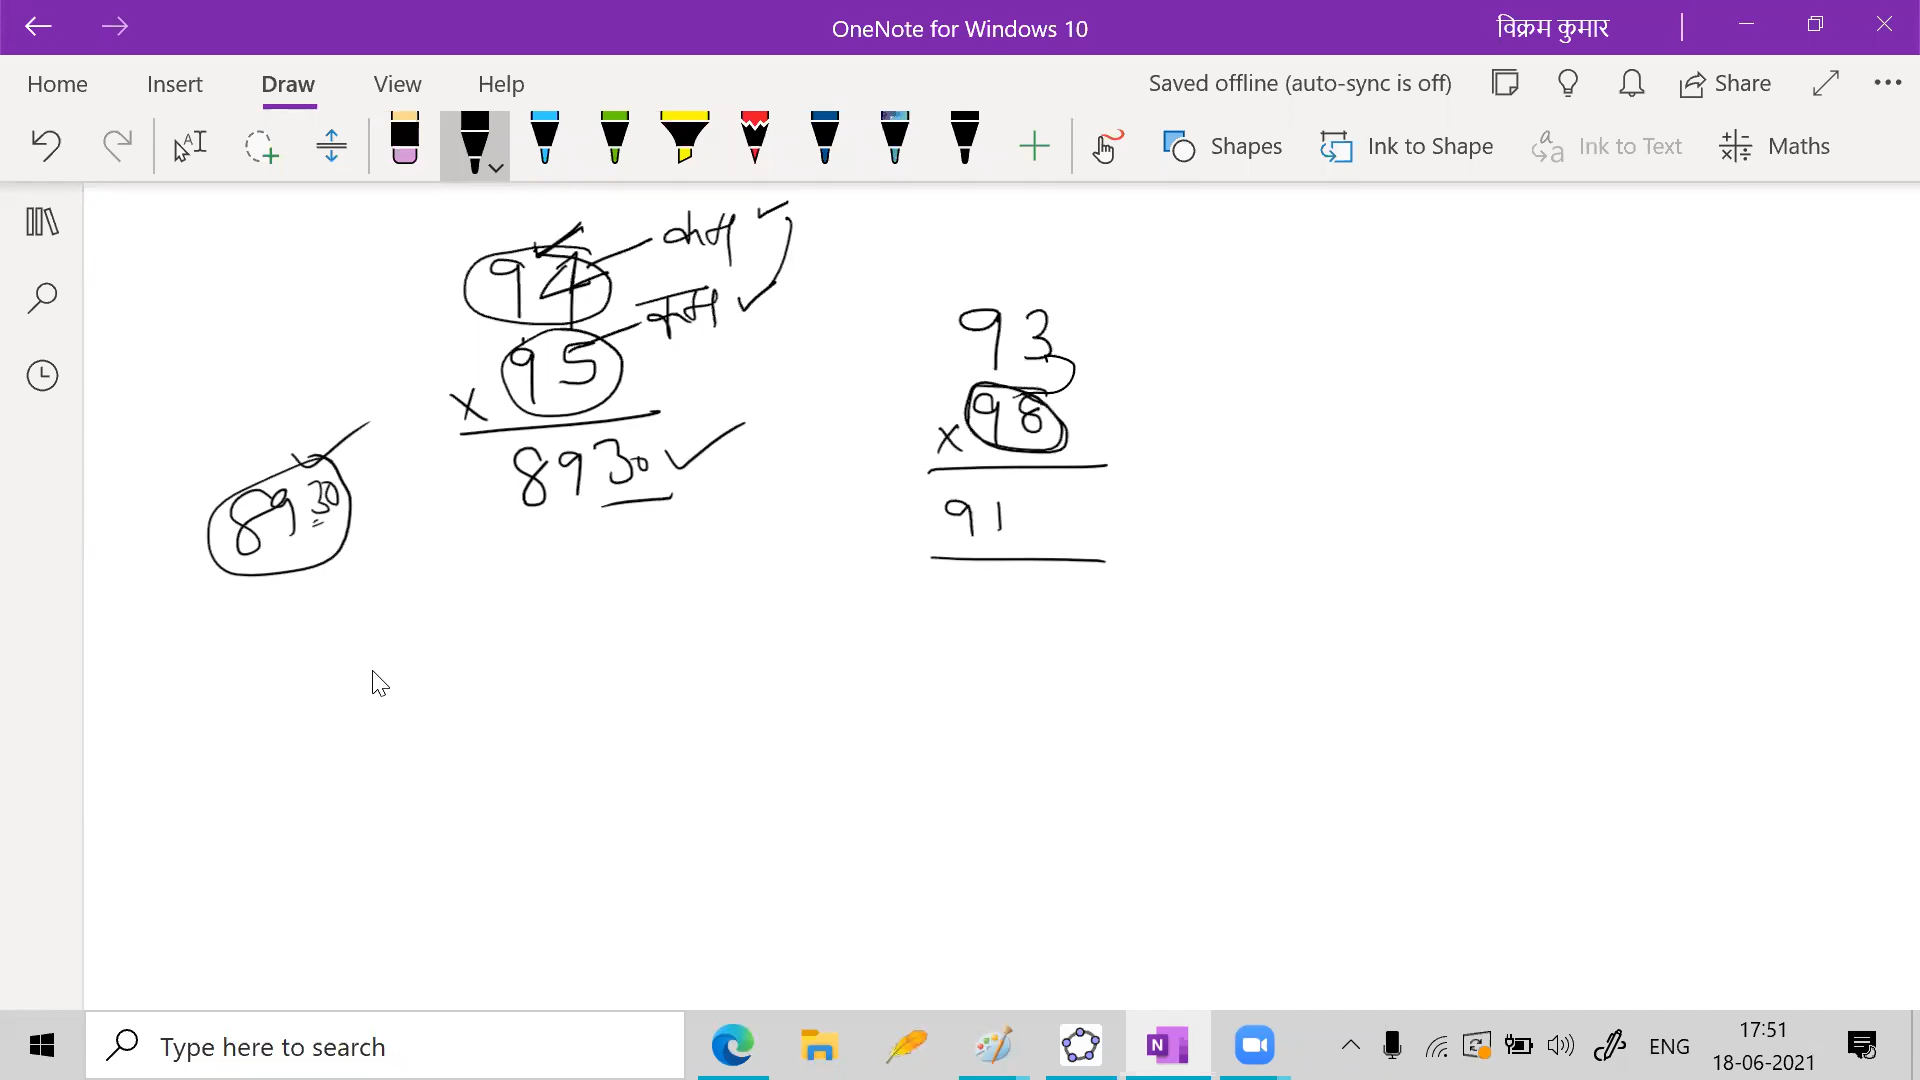 OneNote for Windows 10
विक्रम कुमार
Home Insert Draw View Help
Saved offline (auto-sync is off)
Share
Shapes
Ink to Shape
Ink to Text
Maths
94 कम
95 कम
×
8930
8930
93
× 98
91
Type here to search
ENG
17:51
18-06-2021